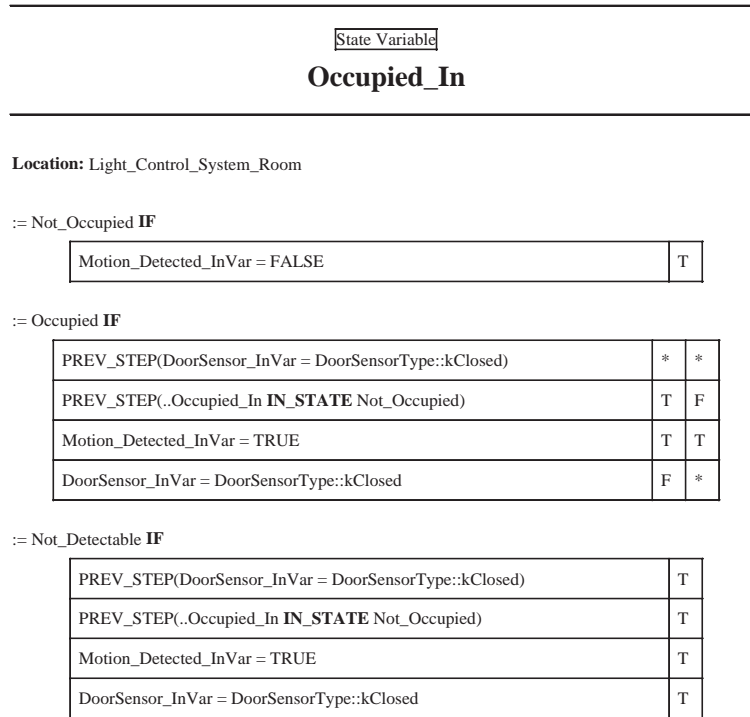 State Variable
Occupied_In
Location: Light_Control_System_Room
:= Not_Occupied IF
Motion_Detected_InVar = FALSE T
:= Occupied IF
PREV_STEP(DoorSensor_InVar = DoorSensorType::kClosed) * *
PREV_STEP(..Occupied_In IN_STATE Not_Occupied) T F
Motion_Detected_InVar = TRUE T T
DoorSensor_InVar = DoorSensorType::kClosed F *
:= Not_Detectable IF
PREV_STEP(DoorSensor_InVar = DoorSensorType::kClosed) T
PREV_STEP(..Occupied_In IN_STATE Not_Occupied) T
Motion_Detected_InVar = TRUE T
DoorSensor_InVar = DoorSensorType::kClosed T